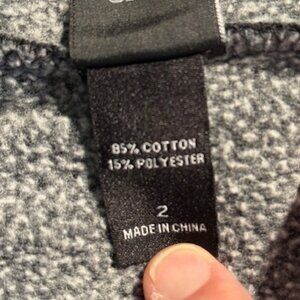 85% COTTON
15% POLYESTER
2
MADE IN CHINA